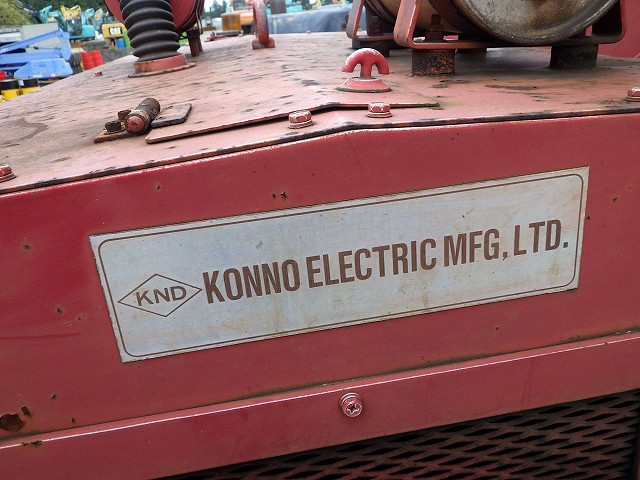 KND KONNO ELECTRIC MFG, LTD.